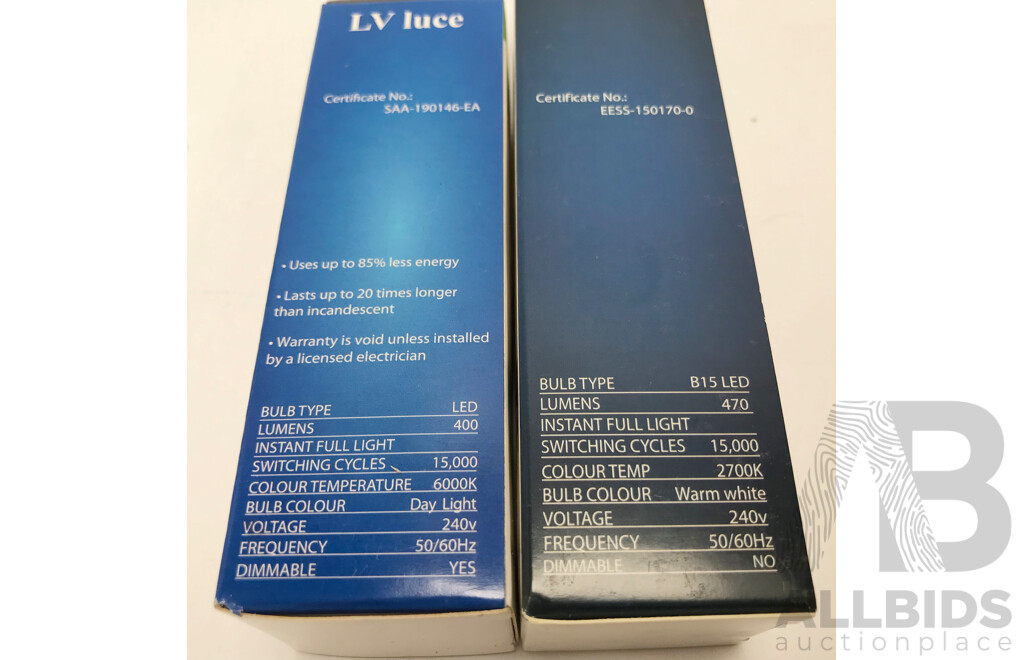 LV luce
Certificate No.:
SAA-190146-EA
• Uses up to 85% less energy
• Lasts up to 20 times longer
than incandescent
• Warranty is void unless installed
by a licensed electrician
BULB TYPE LED
LUMENS 400
INSTANT FULL LIGHT
SWITCHING CYCLES 15,000
COLOUR TEMPERATURE 6000K
BULB COLOUR Day Light
VOLTAGE 240v
FREQUENCY 50/60Hz
DIMMABLE YES
Certificate No.:
EESS-150170-0
BULB TYPE B15 LED
LUMENS 470
INSTANT FULL LIGHT
SWITCHING CYCLES 15,000
COLOUR TEMP 2700K
BULB COLOUR Warm white
VOLTAGE 240v
FREQUENCY 50/60Hz
DIMMABLE NO
AB
ALLBIDS
auctionplace